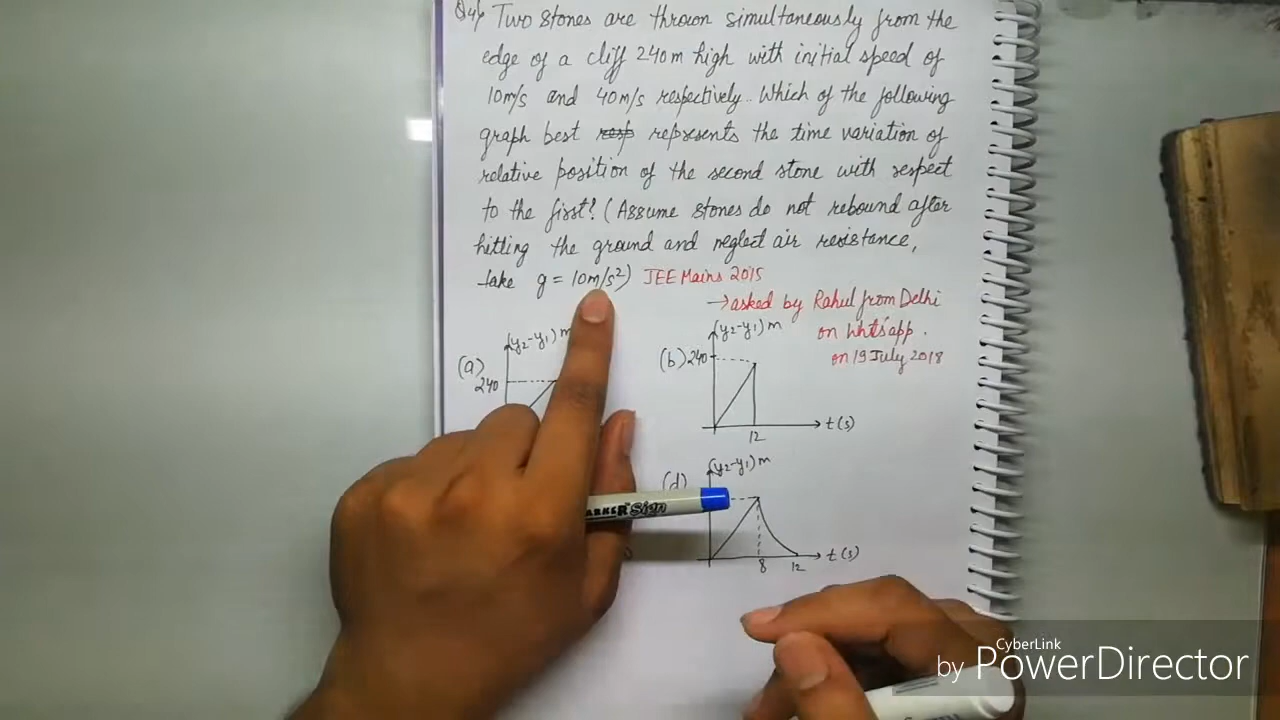 Q4) Two stones are thrown simultaneously from the
edge of a cliff 240m high with initial speed of
10m/s and 40m/s respectively.. Which of the following
graph best resp represents the time variation of
relative position of the second stone with respect
to the first? (Assume stones do not rebound after
hitting the ground and neglect air resistance,
take g = 10m/s²) JEE Mains 2015
→asked by Rahul from Delhi
on Whts'app.
on 19 July 2018
(a)
(y₂-y₁) m
240
(b)
(y₂-y₁) m
240
12
t(s)
(d)
(y₂-y₁) m
8
12
t(s)
MARKER Sign
CyberLink
by PowerDirector